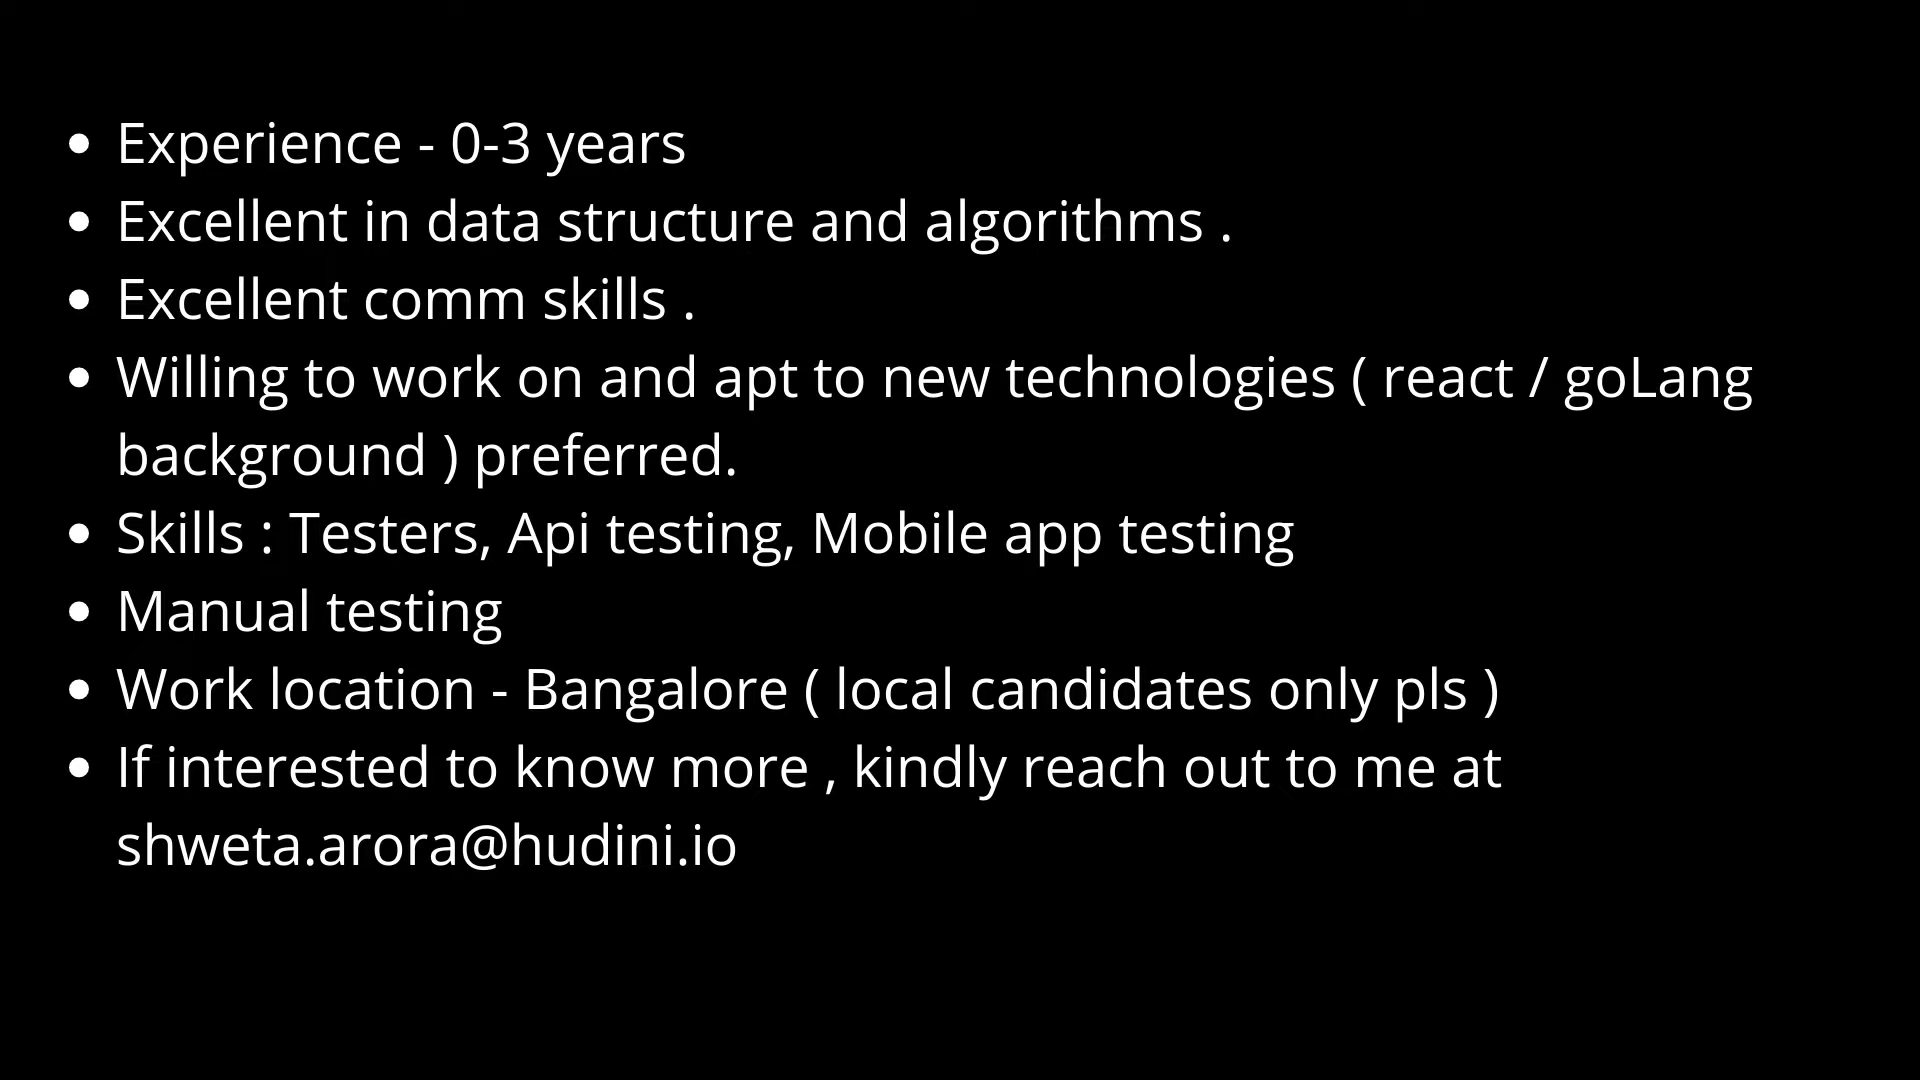 • Experience - 0-3 years
• Excellent in data structure and algorithms .
• Excellent comm skills .
• Willing to work on and apt to new technologies ( react / goLang
background ) preferred.
• Skills : Testers, Api testing, Mobile app testing
• Manual testing
• Work location - Bangalore ( local candidates only pls )
• If interested to know more , kindly reach out to me at
shweta.arora@hudini.io